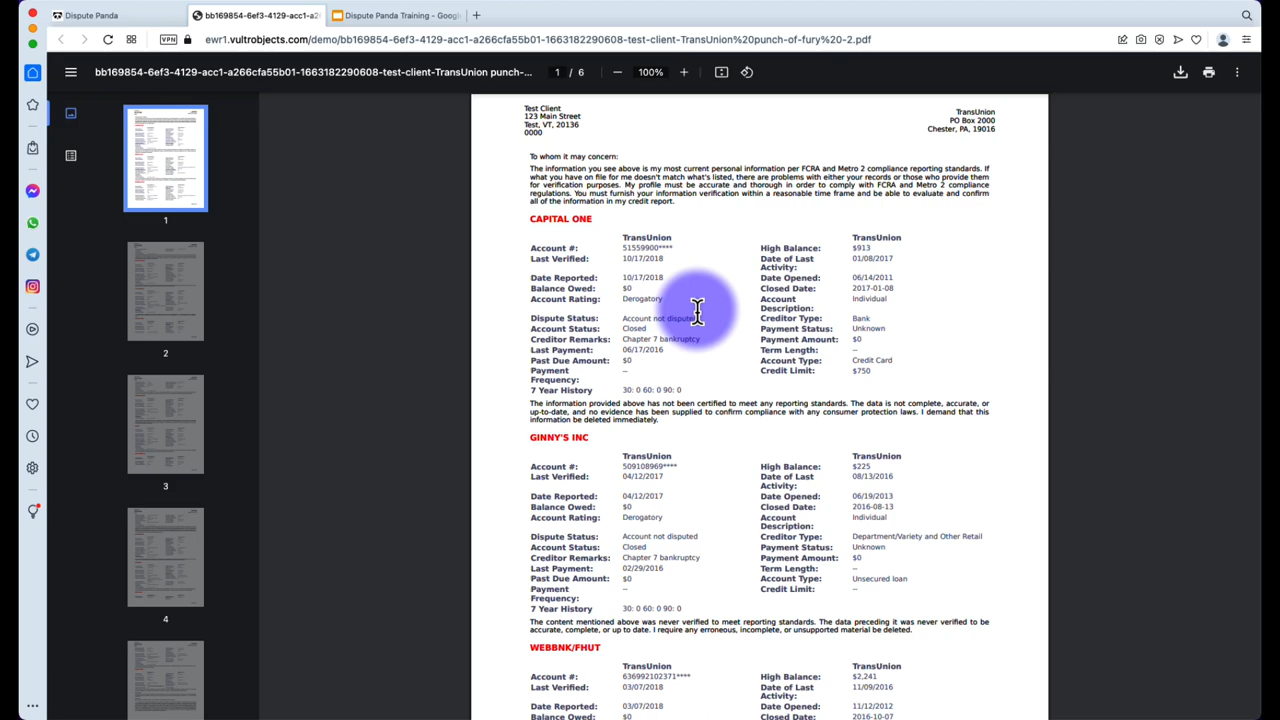 Dispute Panda
bb169854-6ef3-4129-acc1-a26
Dispute Panda Training - Google
VPN
ewr1.vultrobjects.com/demo/bb169854-6ef3-4129-acc1-a266cfa55b01-1663182290608-test-client-TransUnion%20punch-of-fury%20-2.pdf
bb169854-6ef3-4129-acc1-a266cfa55b01-1663182290608-test-client-TransUnion punch-...
1 / 6
100%
1
2
3
4
Test Client
123 Main Street
Test, VT, 20136
0000
TransUnion
PO Box 2000
Chester, PA, 19016
To whom it may concern:
The information you see above is my most current personal information per FCRA and Metro 2 compliance reporting standards. If
what you have on file for me doesn't match what's listed, there are problems with either your records or those who provide them
for verification purposes. My profile must be accurate and thorough in order to comply with FCRA and Metro 2 compliance
regulations. You must furnish your information verification within a reasonable time frame and be able to evaluate and confirm
all of the information in my credit report.
CAPITAL ONE
TransUnion TransUnion
Account #: 51559900**** High Balance: $913
Last Verified: 10/17/2018 Date of Last Activity: 01/08/2017
Date Reported: 10/17/2018 Date Opened: 06/14/2011
Balance Owed: $0 Closed Date: 2017-01-08
Account Rating: Derogatory Account Description: Individual
Dispute Status: Account not disputed Creditor Type: Bank
Account Status: Closed Payment Status: Unknown
Creditor Remarks: Chapter 7 bankruptcy Payment Amount: $0
Last Payment: 06/17/2016 Term Length: --
Past Due Amount: $0 Account Type: Credit Card
Payment Frequency: -- Credit Limit: $750
7 Year History 30: 0 60: 0 90: 0
The information provided above has not been certified to meet any reporting standards. The data is not complete, accurate, or
up-to-date, and no evidence has been supplied to confirm compliance with any consumer protection laws. I demand that this
information be deleted immediately.
GINNY'S INC
TransUnion TransUnion
Account #: 509108969**** High Balance: $225
Last Verified: 04/12/2017 Date of Last Activity: 08/13/2016
Date Reported: 04/12/2017 Date Opened: 06/19/2013
Balance Owed: $0 Closed Date: 2016-08-13
Account Rating: Derogatory Account Description: Individual
Dispute Status: Account not disputed Creditor Type: Department/Variety and Other Retail
Account Status: Closed Payment Status: Unknown
Creditor Remarks: Chapter 7 bankruptcy Payment Amount: $0
Last Payment: 02/29/2016 Term Length: --
Past Due Amount: $0 Account Type: Unsecured loan
Payment Frequency: -- Credit Limit: --
7 Year History 30: 0 60: 0 90: 0
The content mentioned above was never verified to meet reporting standards. The data preceding it was never verified to be
accurate, complete, or up to date. I require any erroneous, incomplete, or unsupported material be deleted.
WEBBNK/FHUT
TransUnion TransUnion
Account #: 636992102371**** High Balance: $2,241
Last Verified: 03/07/2018 Date of Last Activity: 11/09/2016
Date Reported: 03/07/2018 Date Opened: 11/12/2012
Balance Owed: $0 Closed Date: 2016-10-07